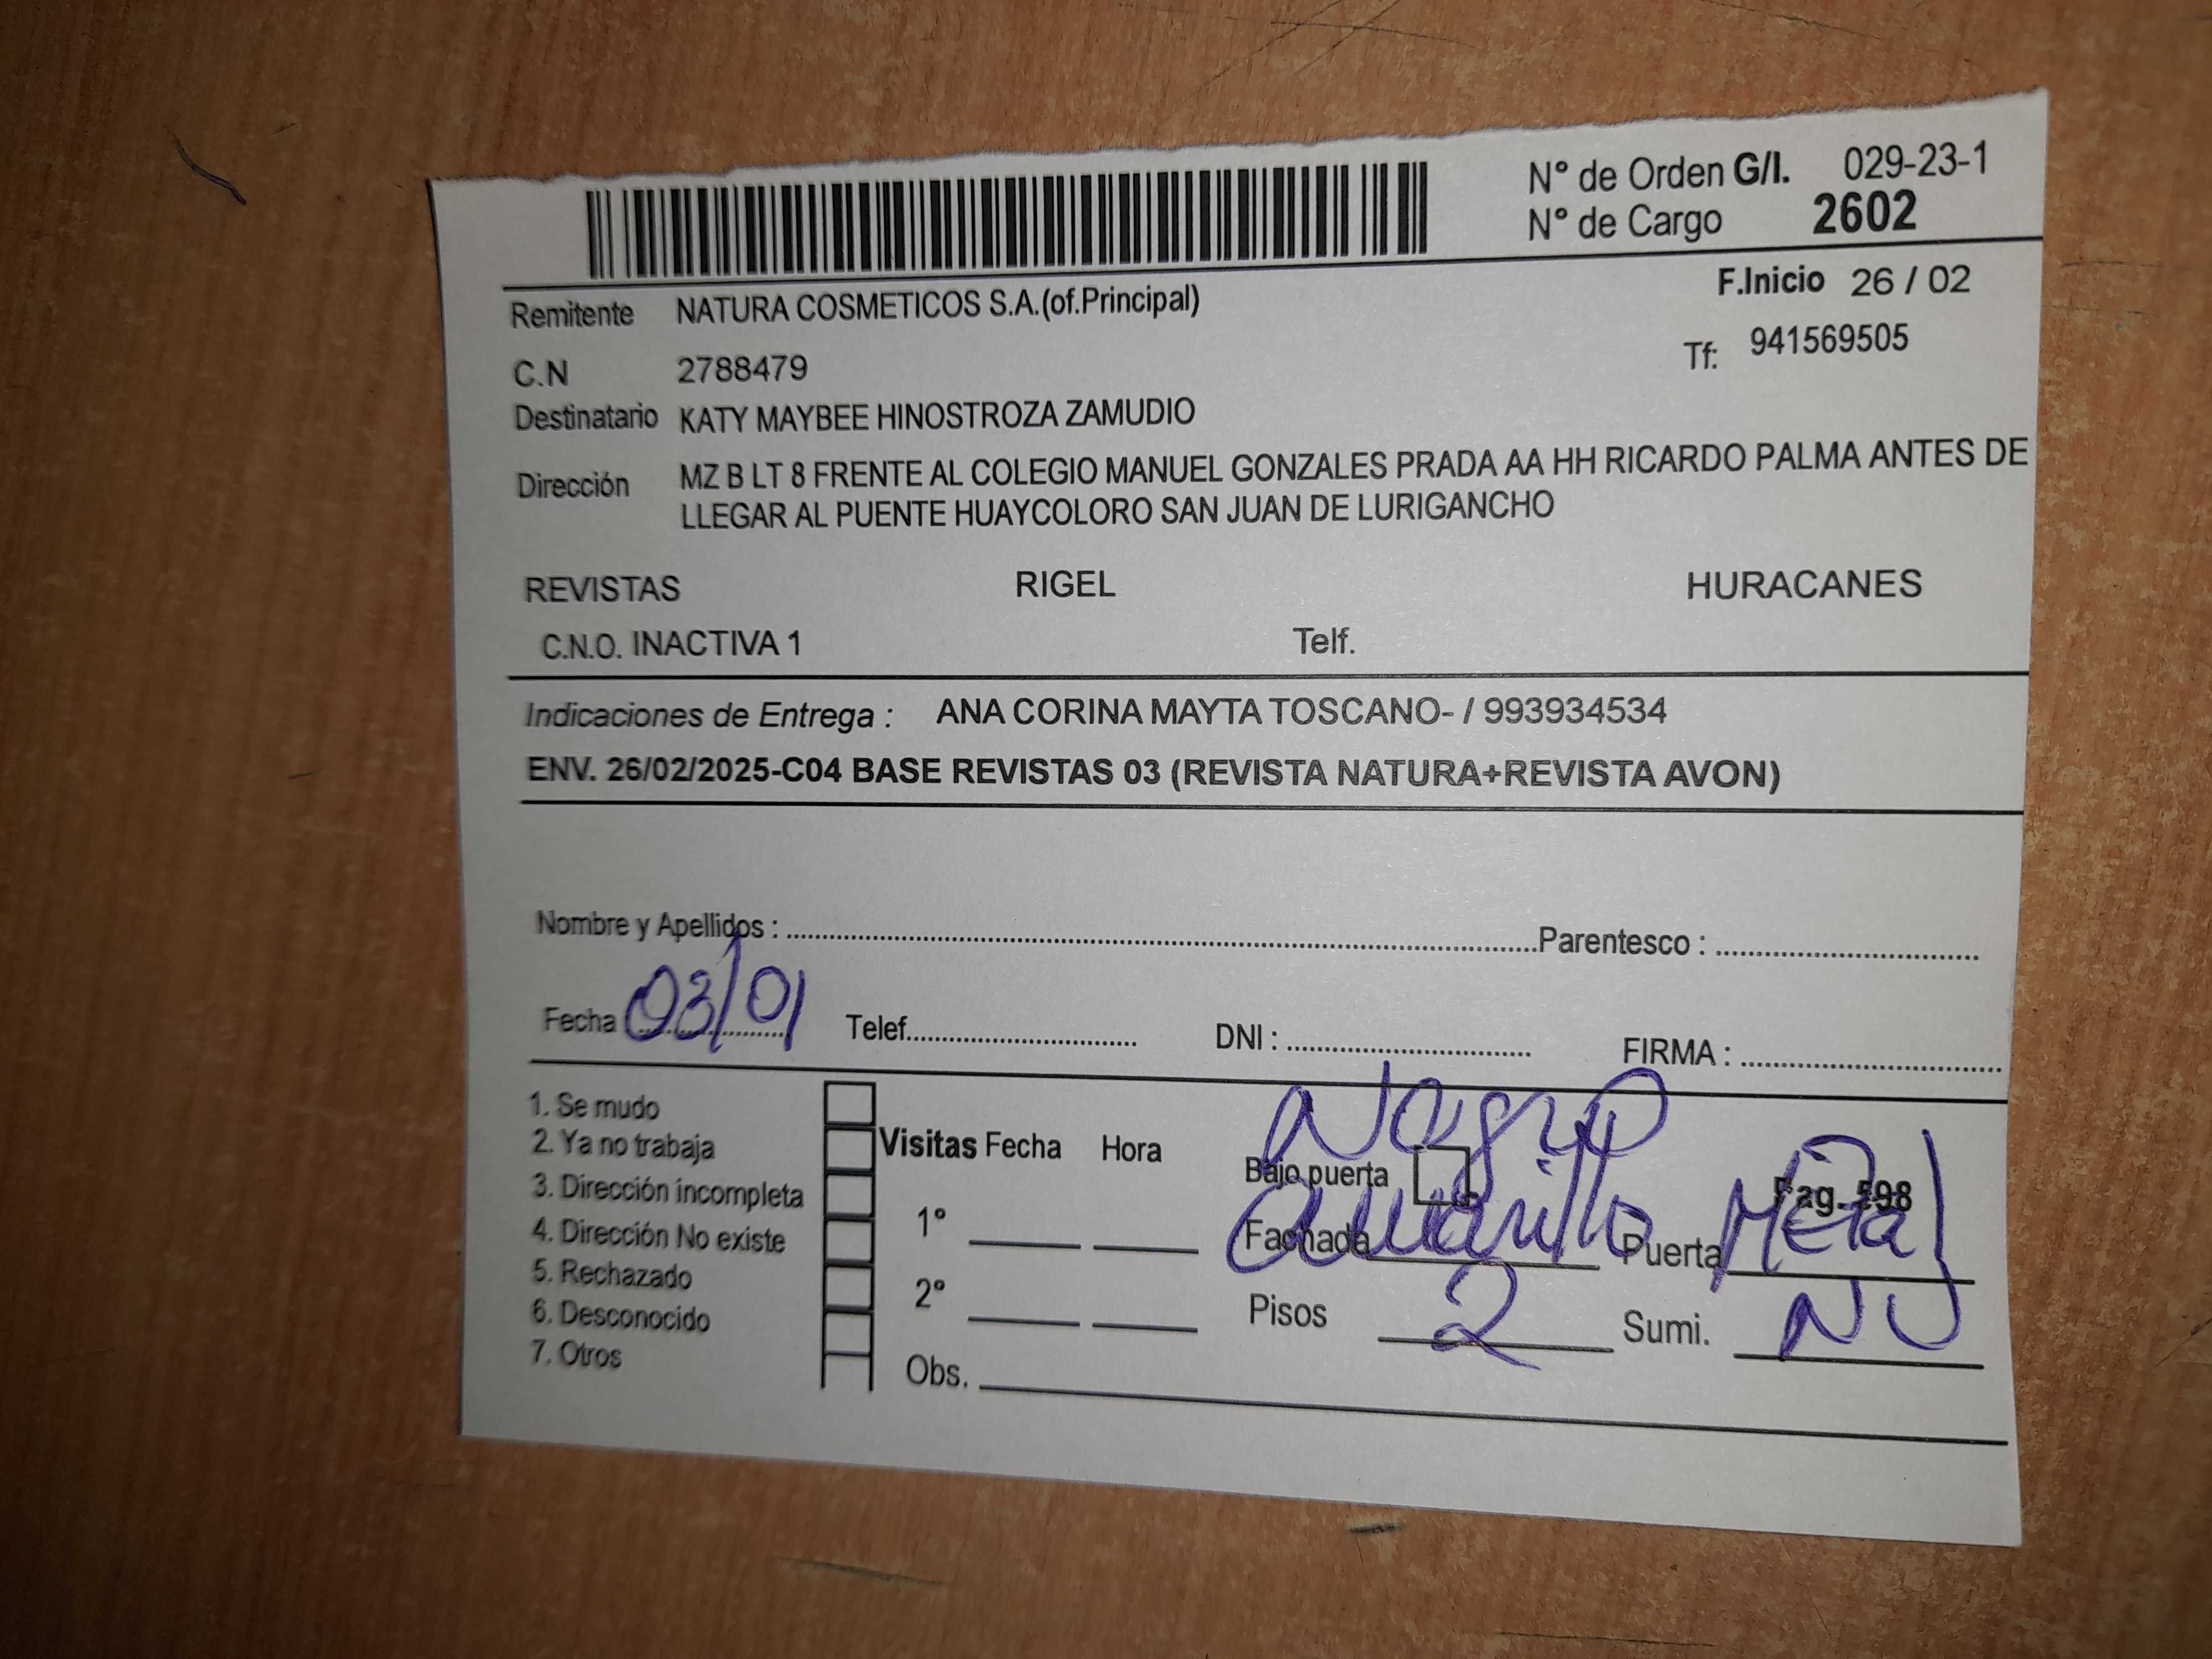 N° de Orden G/I. 029-23-1
N° de Cargo 2602
F.Inicio 26 / 02
Remitente NATURA COSMETICOS S.A.(of.Principal)
Tf: 941569505
C.N 2788479
Destinatario KATY MAYBEE HINOSTROZA ZAMUDIO
Dirección MZ B LT 8 FRENTE AL COLEGIO MANUEL GONZALES PRADA AA HH RICARDO PALMA ANTES DE
LLEGAR AL PUENTE HUAYCOLORO SAN JUAN DE LURIGANCHO
REVISTAS RIGEL HURACANES
C.N.O. INACTIVA 1 Telf.
Indicaciones de Entrega : ANA CORINA MAYTA TOSCANO- / 993934534
ENV. 26/02/2025-C04 BASE REVISTAS 03 (REVISTA NATURA+REVISTA AVON)
Nombre y Apellidos : Parentesco :
Fecha 03/01 Telef. DNI : FIRMA :
1. Se mudo
2. Ya no trabaja
3. Dirección incompleta
4. Dirección No existe
5. Rechazado
6. Desconocido
7. Otros
Visitas Fecha Hora
1°
2°
Obs.
Bajo puerta Pag. 598
Fachada amarillo Puerta Metal
Pisos 2 Sumi. NU